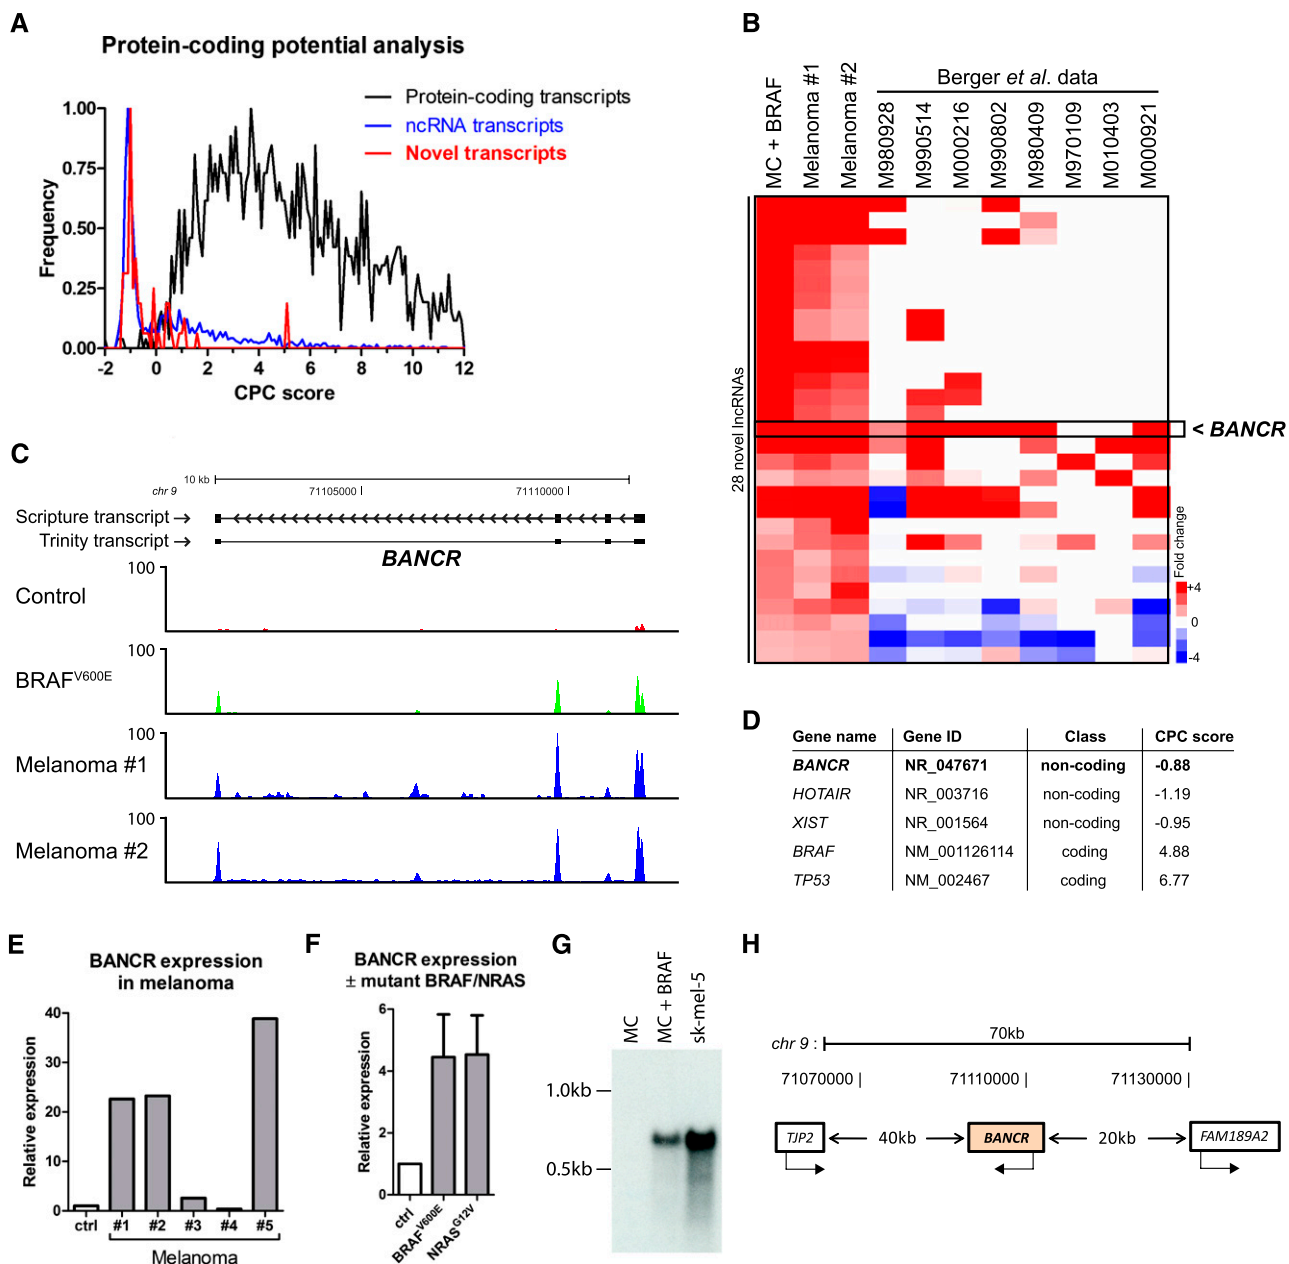 A
Protein-coding potential analysis
Protein-coding transcripts
ncRNA transcripts
Novel transcripts
Frequency
1.00
0.75
0.50
0.25
0.00
-2 0 2 4 6 8 10 12
CPC score
B
MC + BRAF
Melanoma #1
Melanoma #2
Berger et al. data
M980928
M990514
M000216
M990802
M980409
M970109
M010403
M000921
28 novel lncRNAs
< BANCR
Fold change
+4
0
-4
C
10 kb
chr 9
71105000
71110000
Scripture transcript →
Trinity transcript →
BANCR
100
Control
100
BRAFV600E
100
Melanoma #1
100
Melanoma #2
D
Gene name Gene ID Class CPC score
BANCR NR_047671 non-coding -0.88
HOTAIR NR_003716 non-coding -1.19
XIST NR_001564 non-coding -0.95
BRAF NM_001126114 coding 4.88
TP53 NM_002467 coding 6.77
E
BANCR expression
in melanoma
Relative expression
40
30
20
10
0
ctrl #1 #2 #3 #4 #5
Melanoma
F
BANCR expression
± mutant BRAF/NRAS
Relative expression
6
4
2
0
ctrl
BRAFV600E
NRASG12V
G
MC
MC + BRAF
sk-mel-5
1.0kb
0.5kb
H
chr 9 :
70kb
71070000
71110000
71130000
TJP2
40kb
BANCR
20kb
FAM189A2